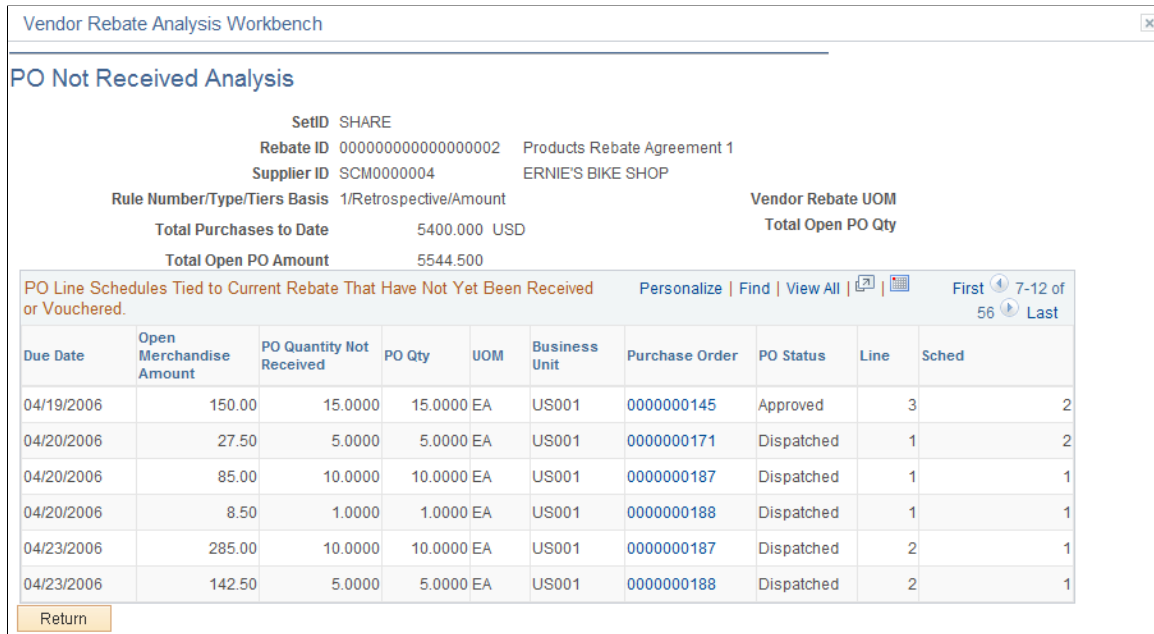 Vendor Rebate Analysis Workbench
PO Not Received Analysis
SetID SHARE
Rebate ID 000000000000000002 Products Rebate Agreement 1
Supplier ID SCM0000004 ERNIE'S BIKE SHOP
Rule Number/Type/Tiers Basis 1/Retrospective/Amount Vendor Rebate UOM
Total Purchases to Date 5400.000 USD Total Open PO Qty
Total Open PO Amount 5544.500
PO Line Schedules Tied to Current Rebate That Have Not Yet Been Received or Vouchered. Personalize | Find | View All | | First 7-12 of 56 Last
Due Date Open Merchandise Amount PO Quantity Not Received PO Qty UOM Business Unit Purchase Order PO Status Line Sched
04/19/2006 150.00 15.0000 15.0000 EA US001 0000000145 Approved 3 2
04/20/2006 27.50 5.0000 5.0000 EA US001 0000000171 Dispatched 1 2
04/20/2006 85.00 10.0000 10.0000 EA US001 0000000187 Dispatched 1 1
04/20/2006 8.50 1.0000 1.0000 EA US001 0000000188 Dispatched 1 1
04/23/2006 285.00 10.0000 10.0000 EA US001 0000000187 Dispatched 2 1
04/23/2006 142.50 5.0000 5.0000 EA US001 0000000188 Dispatched 2 1
Return